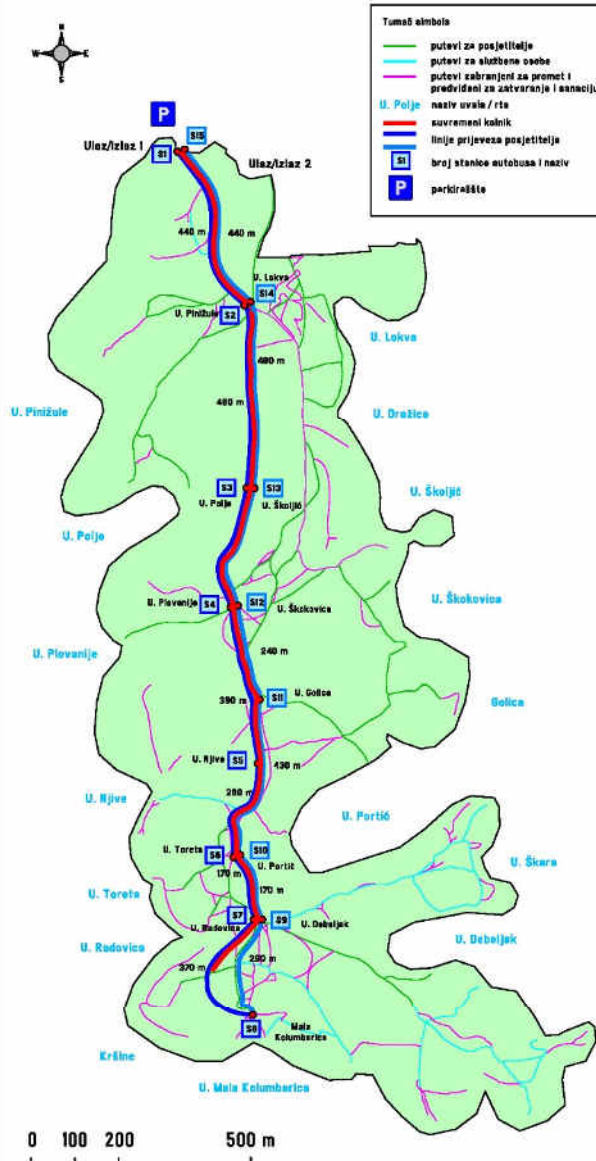 N
W E
S
Tumač simbola
putevi za posjetitelje
putevi za službene osobe
putevi zabranjeni za promet i
predviđeni za zatvaranje i sanaciju
U. Polje naziv uvale / rta
suvremeni kolnik
linije prijevoza posjetitelja
S1 broj stanice autobusa i naziv
P parkiralište
P
S15
Ulaz/Izlaz 1 S1
Ulaz/Izlaz 2
440 m 440 m
U. Lokva
S14
U. Pinižule S2
U. Lokva
480 m
480 m
U. Pinižule
U. Dražica
S3 S13
U. Polje U. Školjić
U. Školjić
U. Polje
U. Plovanije
S4 S12
U. Škokovica
U. Škokovica
U. Plovanije
240 m
390 m S11 U. Golica
Golica
U. Njive S5
430 m
280 m
U. Njive
U. Portić
U. Toreta S6 S10
U. Portić
170 m
170 m
U. Škara
U. Toreta
S7 S9
U. Radovica U. Debeljak
U. Radovica
U. Debeljak
290 m
370 m
S8
Mala
Kolumbarica
Kršine
U. Mala Kolumbarica
0 100 200 500 m